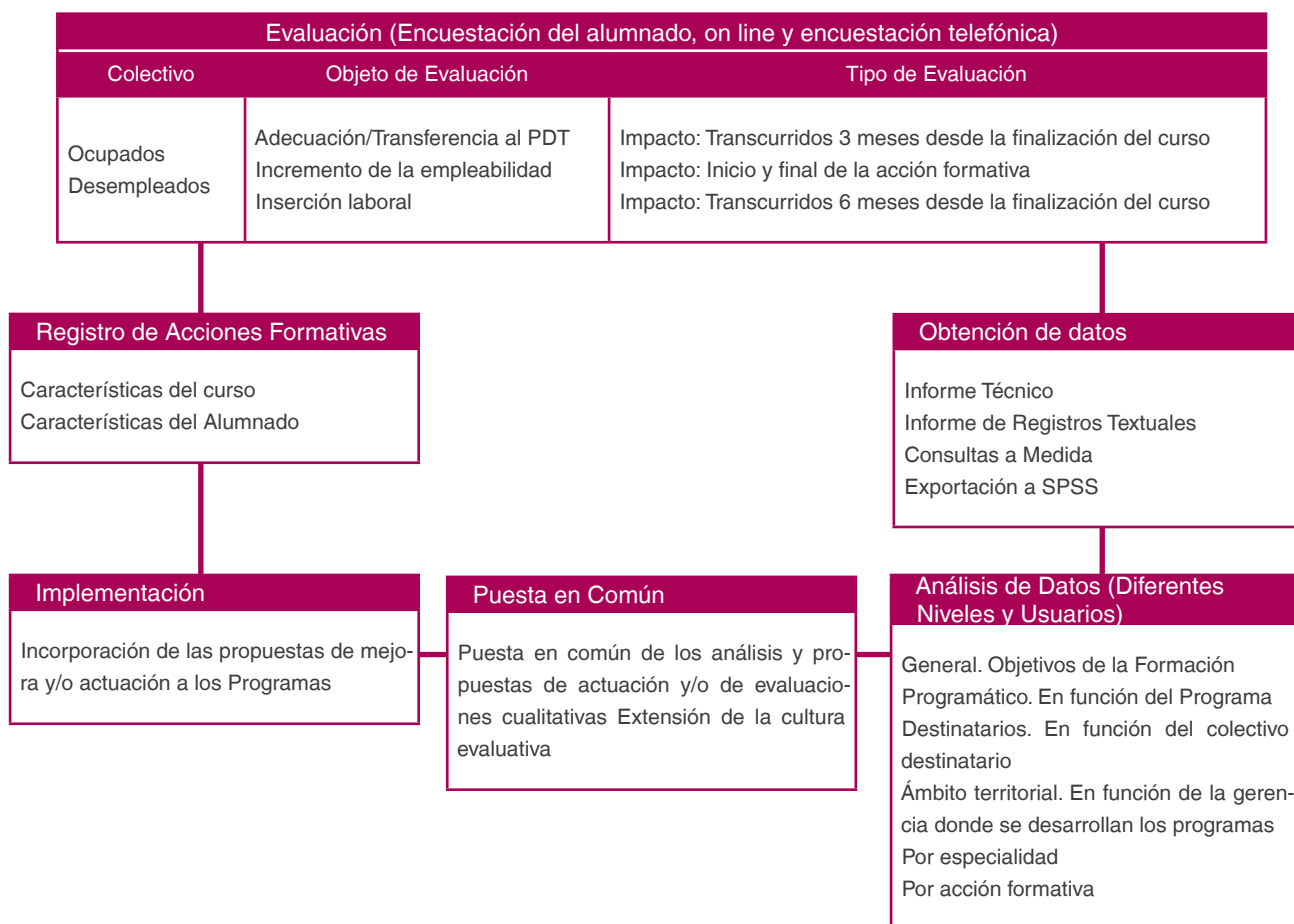 Evaluación (Encuestación del alumnado, on line y encuestación telefónica)
Colectivo
Objeto de Evaluación
Tipo de Evaluación
Ocupados
Desempleados
Adecuación/Transferencia al PDT
Incremento de la empleabilidad
Inserción laboral
Impacto: Transcurridos 3 meses desde la finalización del curso
Impacto: Inicio y final de la acción formativa
Impacto: Transcurridos 6 meses desde la finalización del curso
Registro de Acciones Formativas
Características del curso
Características del Alumnado
Obtención de datos
Informe Técnico
Informe de Registros Textuales
Consultas a Medida
Exportación a SPSS
Implementación
Incorporación de las propuestas de mejo-
ra y/o actuación a los Programas
Puesta en Común
Puesta en común de los análisis y pro-
puestas de actuación y/o de evaluacio-
nes cualitativas Extensión de la cultura
evaluativa
Análisis de Datos (Diferentes
Niveles y Usuarios)
General. Objetivos de la Formación
Programático. En función del Programa
Destinatarios. En función del colectivo
destinatario
Ámbito territorial. En función de la geren-
cia donde se desarrollan los programas
Por especialidad
Por acción formativa